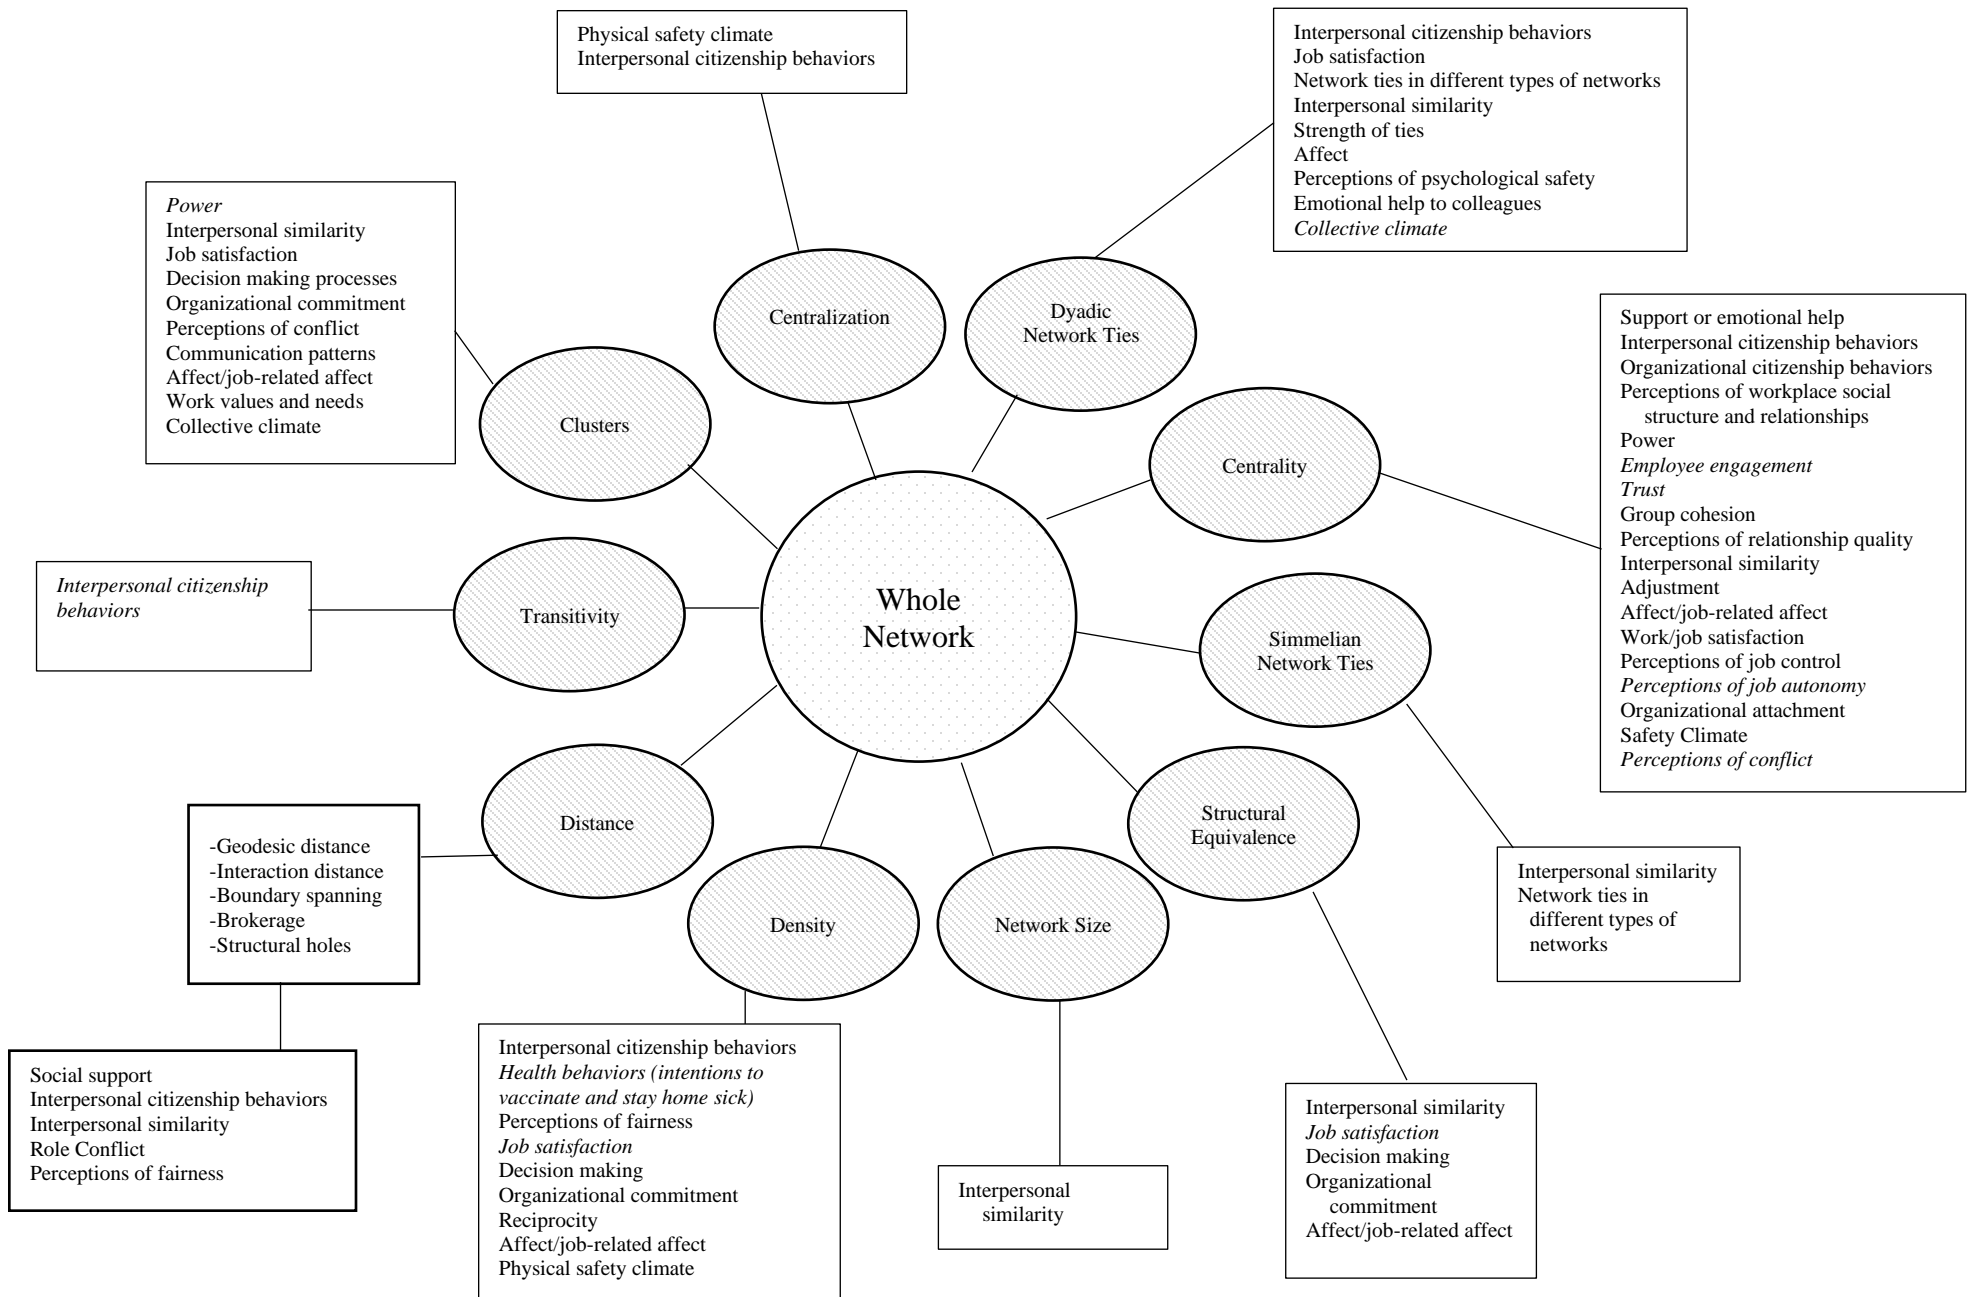 Physical safety climate
Interpersonal citizenship behaviors
Interpersonal citizenship behaviors
Job satisfaction
Network ties in different types of networks
Interpersonal similarity
Strength of ties
Affect
Perceptions of psychological safety
Emotional help to colleagues
Collective climate
Power
Interpersonal similarity
Job satisfaction
Decision making processes
Organizational commitment
Perceptions of conflict
Communication patterns
Affect/job-related affect
Work values and needs
Collective climate
Centralization
Dyadic
Network Ties
Clusters
Centrality
Support or emotional help
Interpersonal citizenship behaviors
Organizational citizenship behaviors
Perceptions of workplace social
structure and relationships
Power
Employee engagement
Trust
Group cohesion
Perceptions of relationship quality
Interpersonal similarity
Adjustment
Affect/job-related affect
Work/job satisfaction
Perceptions of job control
Perceptions of job autonomy
Organizational attachment
Safety Climate
Perceptions of conflict
Interpersonal citizenship
behaviors
Transitivity
Whole
Network
Simmelian
Network Ties
Distance
Structural
Equivalence
-Geodesic distance
-Interaction distance
-Boundary spanning
-Brokerage
-Structural holes
Density
Network Size
Interpersonal similarity
Network ties in
different types of
networks
Social support
Interpersonal citizenship behaviors
Interpersonal similarity
Role Conflict
Perceptions of fairness
Interpersonal citizenship behaviors
Health behaviors (intentions to
vaccinate and stay home sick)
Perceptions of fairness
Job satisfaction
Decision making
Organizational commitment
Reciprocity
Affect/job-related affect
Physical safety climate
Interpersonal
similarity
Interpersonal similarity
Job satisfaction
Decision making
Organizational
commitment
Affect/job-related affect